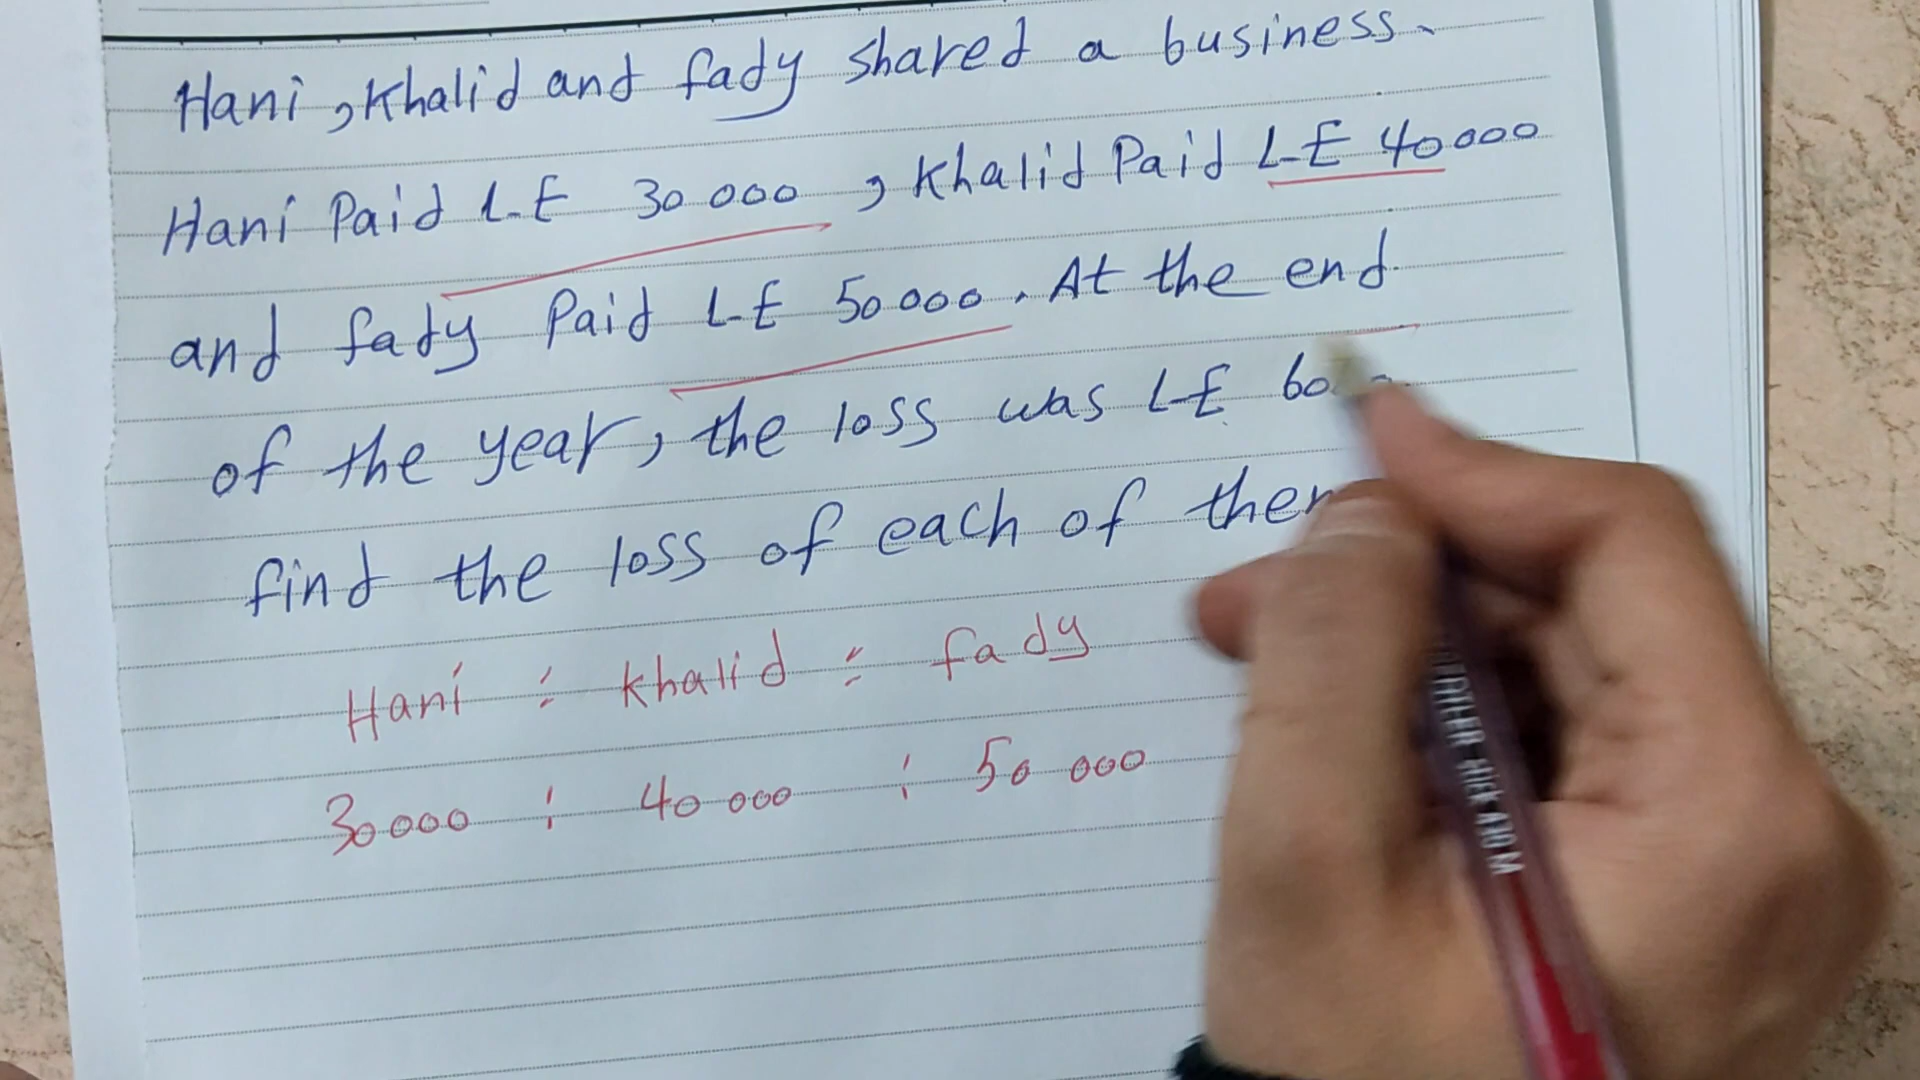 Hani , Khalid and fady shared a business.
Hani Paid L.E 30 000 , Khalid Paid L.E 40000
and fady Paid L.E 50000 . At the end
of the year, the loss was L.E
find the loss of each of
Hani : Khalid : fady
30000 : 40 000 : 50 000